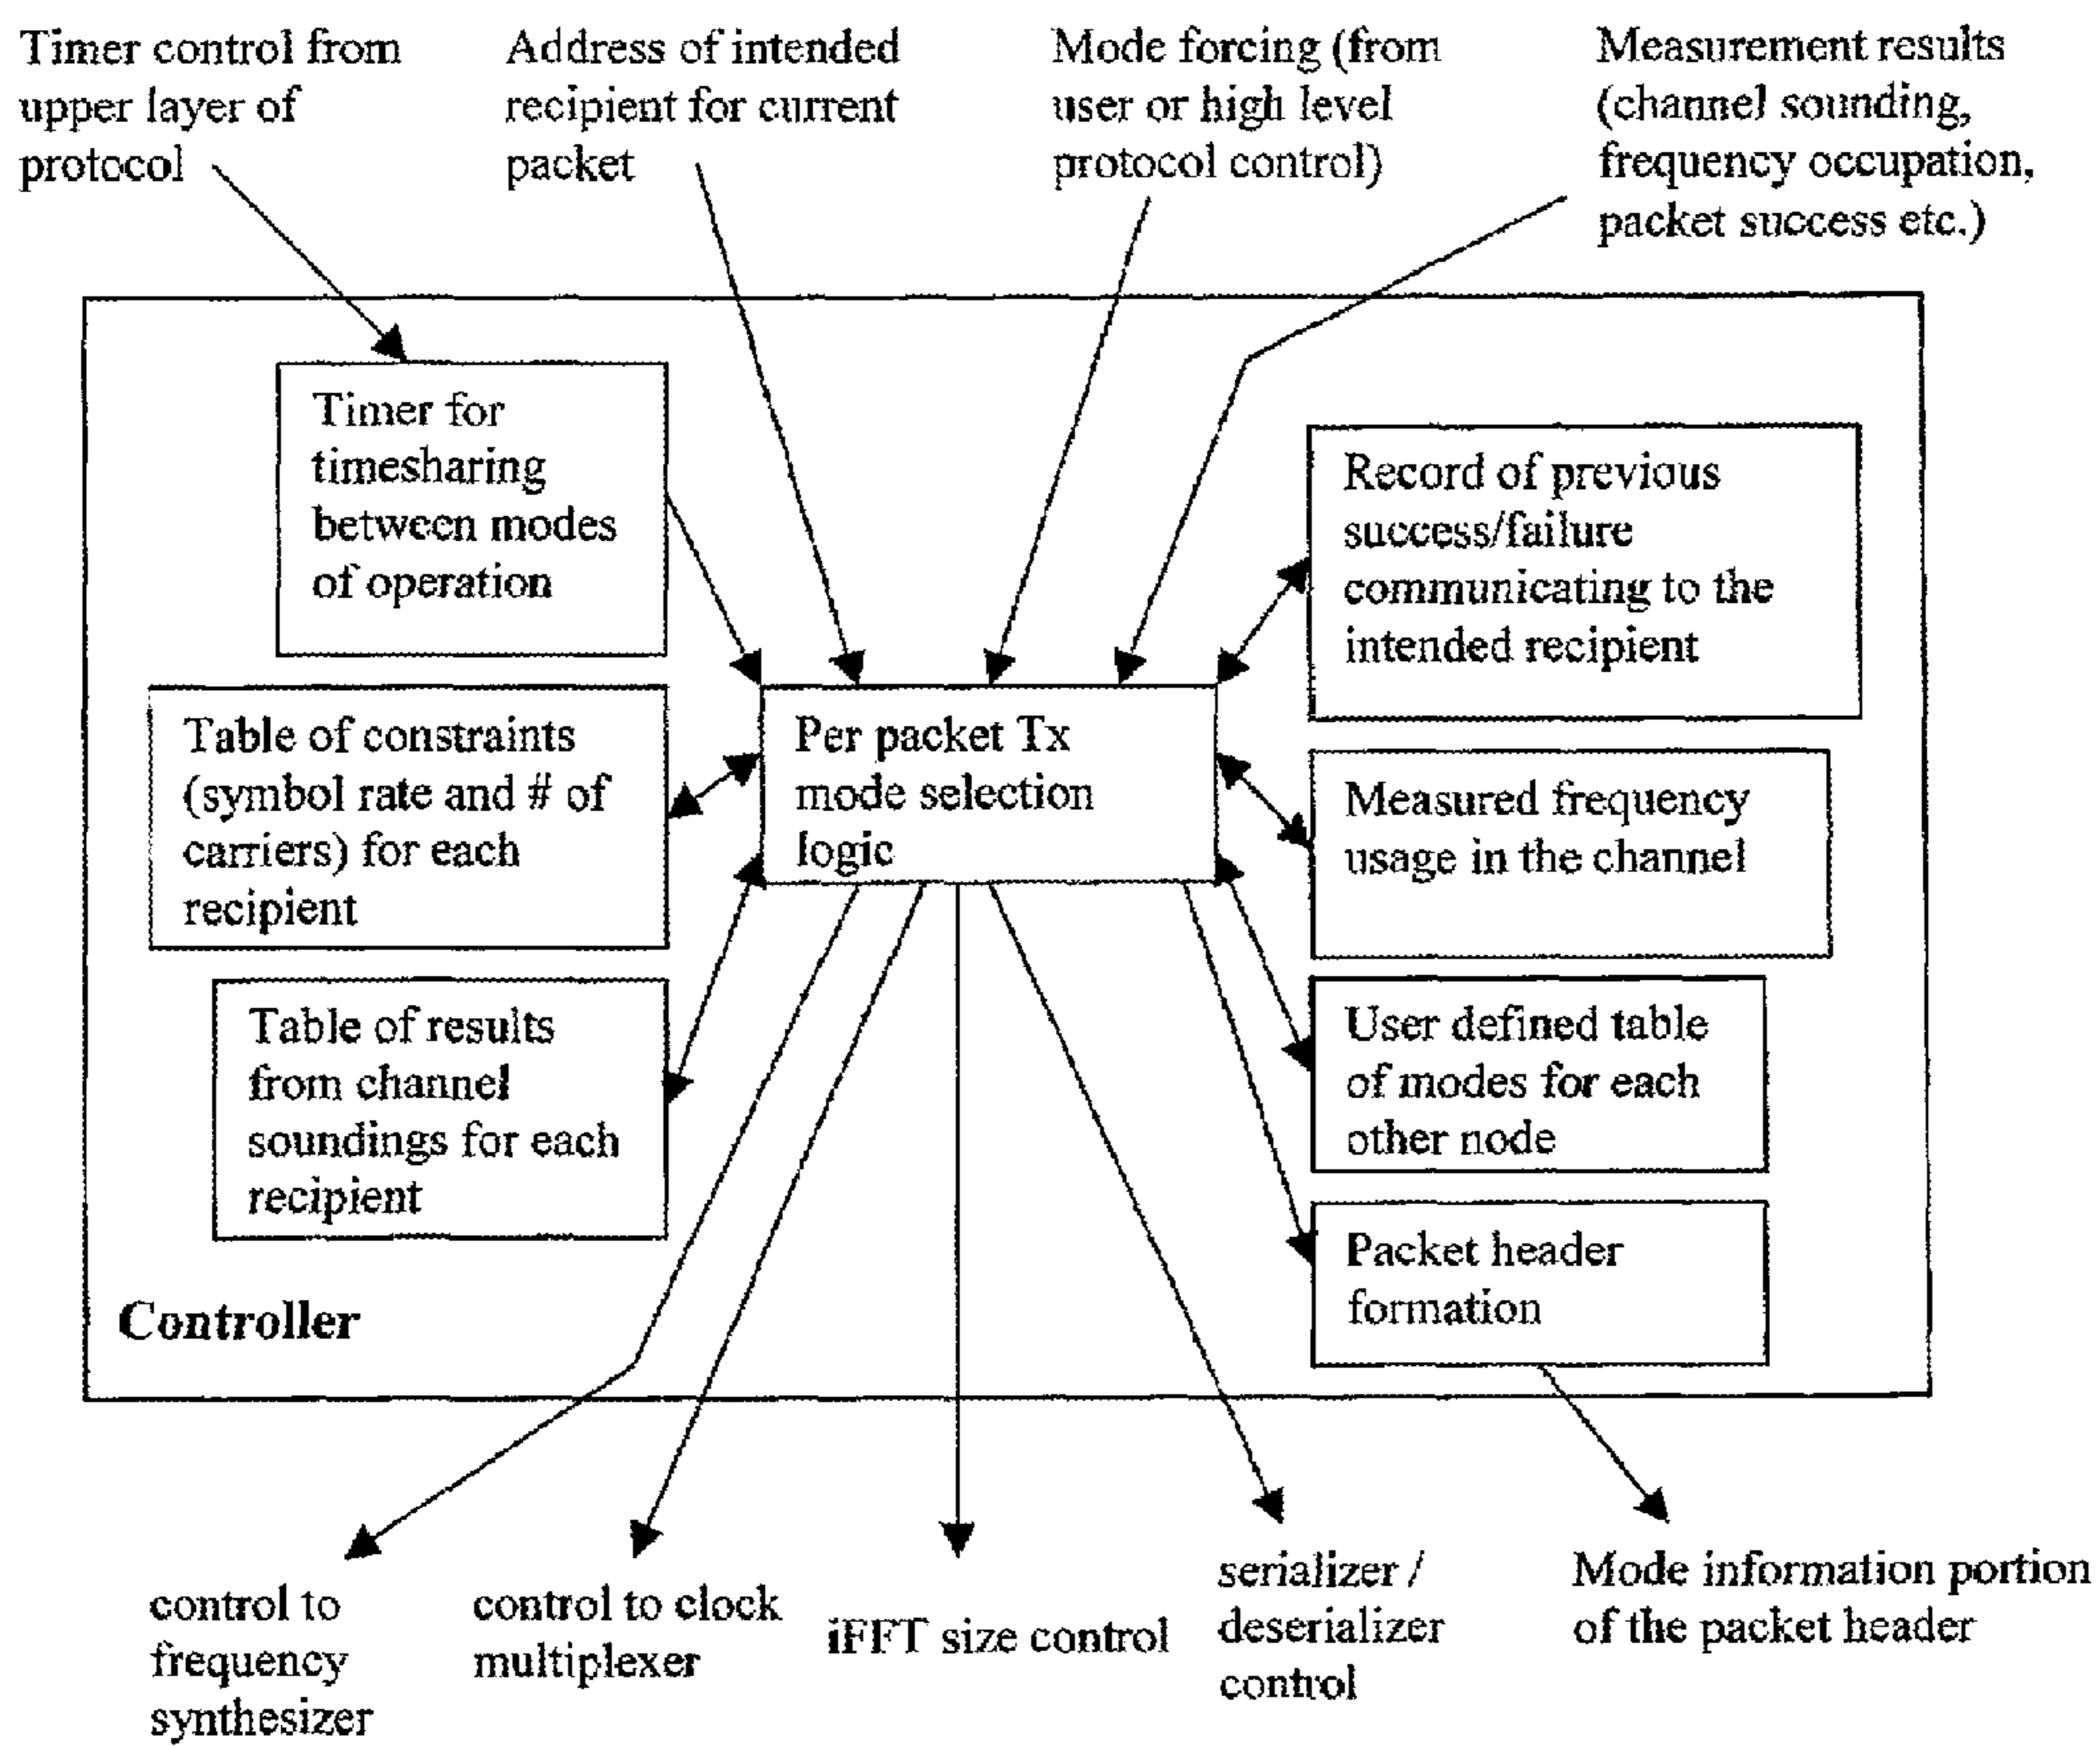 Timer control from
upper layer of
protocol
Address of intended
recipient for current
packet
Mode forcing (from
user or high level
protocol control)
Measurement results
(channel sounding,
frequency occupation,
packet success etc.)
Timer for
timesharing
between modes
of operation
Record of previous
success/failure
communicating to the
intended recipient
Table of constraints
(symbol rate and # of
carriers) for each
recipient
Per packet Tx
mode selection
logic
Measured frequency
usage in the channel
Table of results
from channel
soundings for each
recipient
User defined table
of modes for each
other node
Packet header
formation
Controller
control to
frequency
synthesizer
control to clock
multiplexer
iFFT size control
serializer /
deserializer
control
Mode information portion
of the packet header